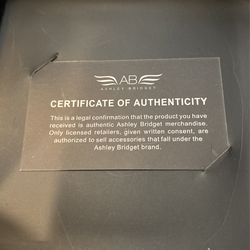 AB
ASHLEY BRIDGET
CERTIFICATE OF AUTHENTICITY
This is a legal confirmation that the product you have
received is authentic Ashley Bridget merchandise.
Only licensed retailers, given written consent, are
authorized to sell accessories that fall under the
Ashley Bridget brand.